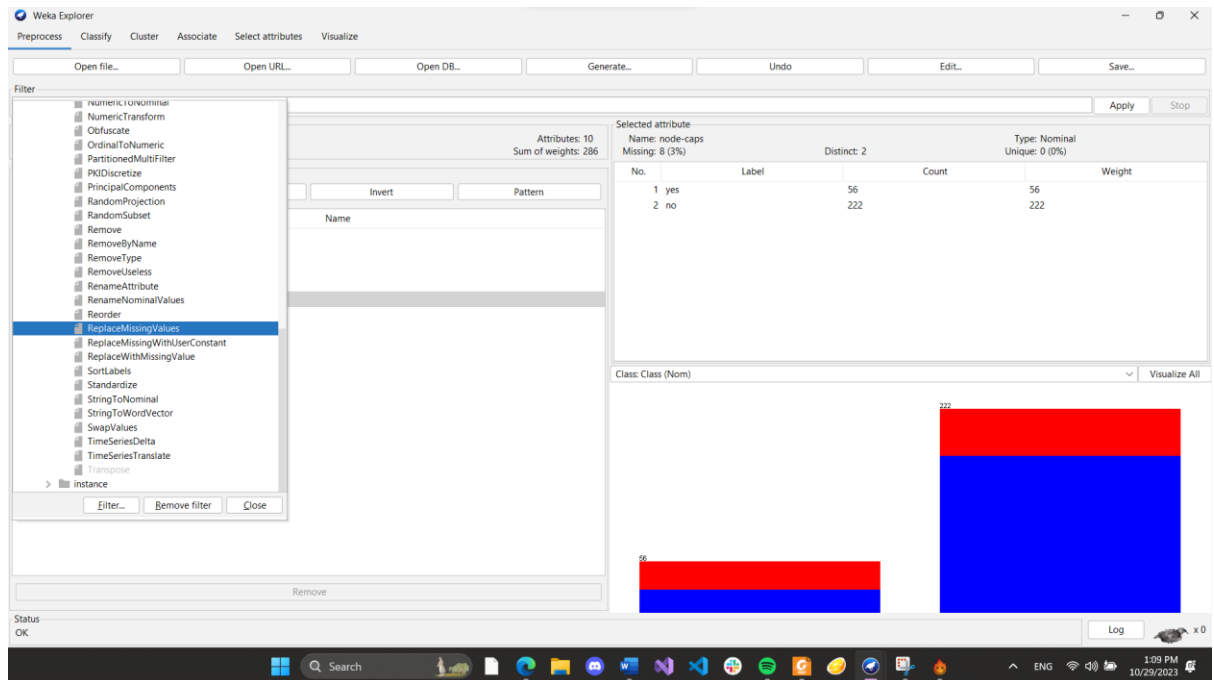 Weka Explorer
Preprocess Classify Cluster Associate Select attributes Visualize
Open file... Open URL... Open DB... Generate... Undo Edit... Save...
Filter
NumericToNominal
NumericTransform
Obfuscate
OrdinalToNumeric
PartitionedMultiFilter
PKIDiscretize
PrincipalComponents
RandomProjection
RandomSubset
Remove
RemoveByName
RemoveType
RemoveUseless
RenameAttribute
RenameNominalValues
Reorder
ReplaceMissingValues
ReplaceMissingWithUserConstant
ReplaceWithMissingValue
SortLabels
Standardize
StringToNominal
StringToWordVector
SwapValues
TimeSeriesDelta
TimeSeriesTranslate
Transpose
instance
Filter... Remove filter Close
Apply Stop
Attributes: 10
Sum of weights: 286
Invert Pattern
Name
Remove
Selected attribute
Name: node-caps Type: Nominal
Missing: 8 (3%) Distinct: 2 Unique: 0 (0%)
No. Label Count Weight
1 yes 56 56
2 no 222 222
Class: Class (Nom) Visualize All
222
56
Status
OK
Log x 0
Search
ENG 1:09 PM
10/29/2023